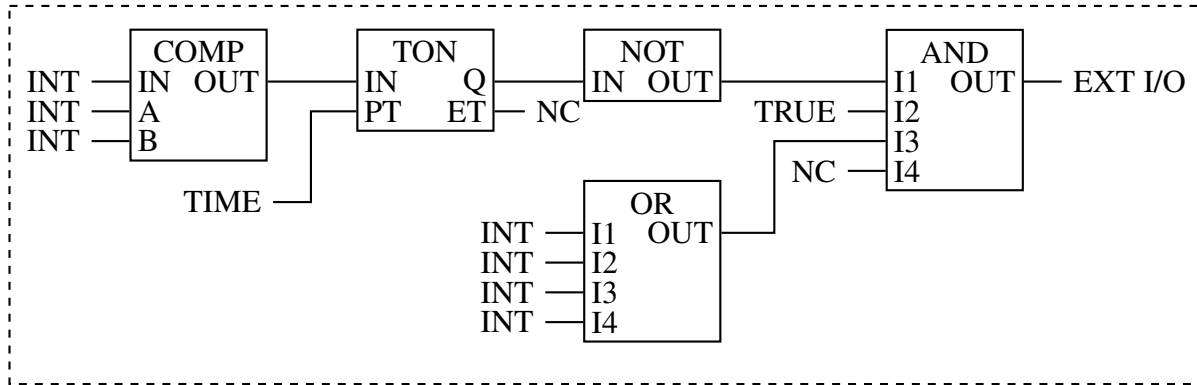 COMP
TON
NOT
AND
INT IN OUT
IN Q
IN OUT
I1 OUT EXT I/O
INT A
PT ET NC
TRUE I2
INT B
I3
NC I4
TIME
OR
INT I1 OUT
INT I2
INT I3
INT I4